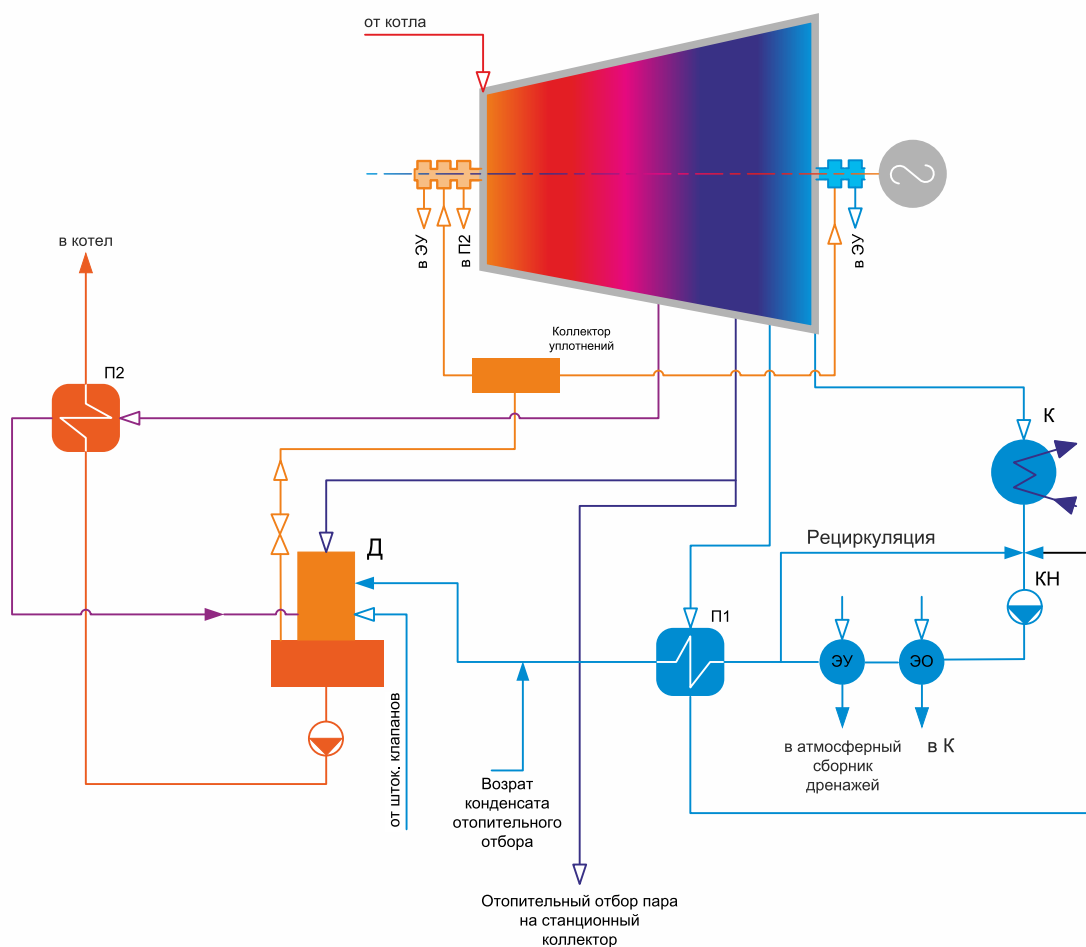 от котла
в котел
в ЭУ
в П2
в ЭУ
Коллектор
уплотнений
П2
К
Д
Рециркуляция
КН
П1
ЭУ
ЭО
от шток. клапанов
в атмосферный
сборник
дренажей
в К
Возрат
конденсата
отопительного
отбора
Отопительный отбор пара
на станционный
коллектор